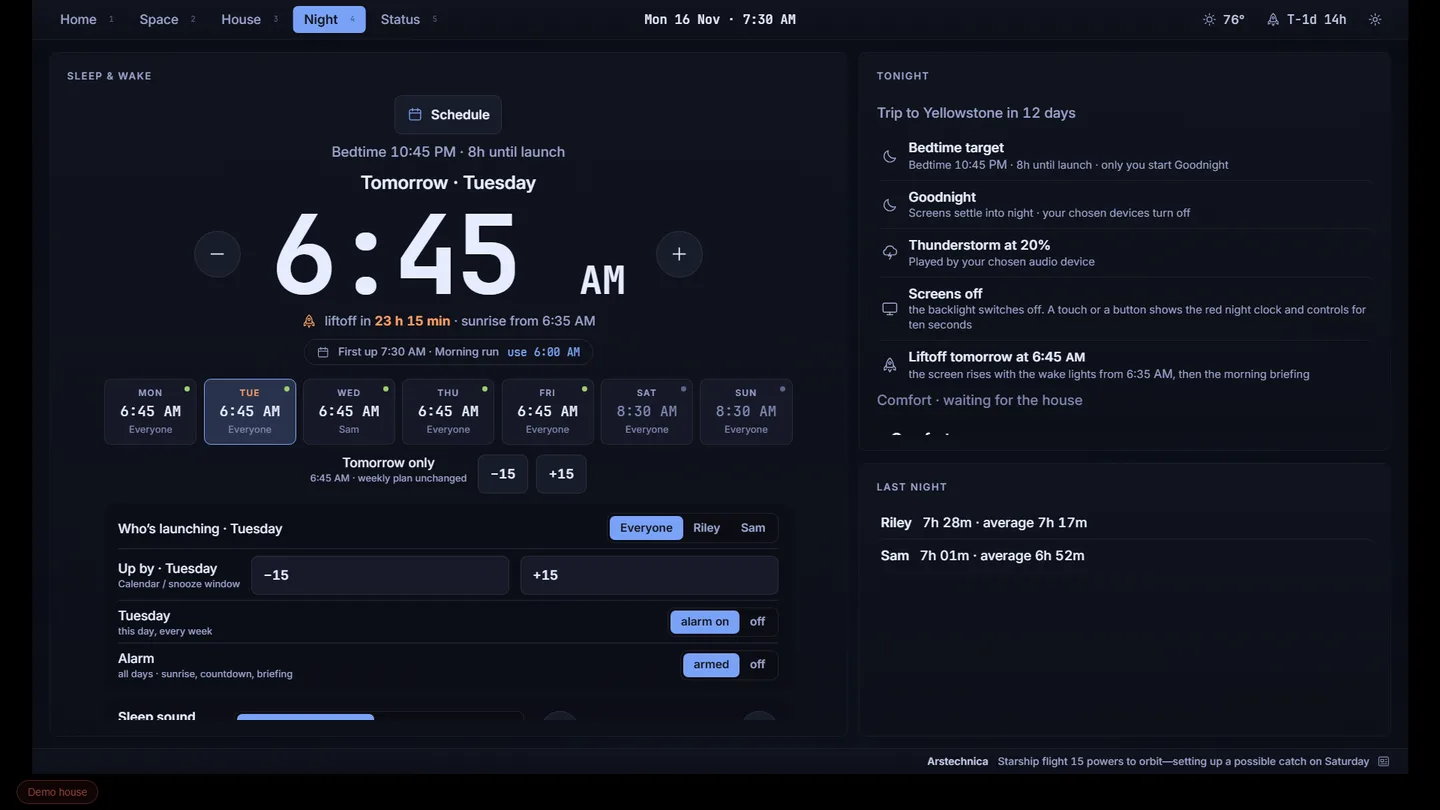 Home 1 Space 2 House 3 Night 4 Status 5
Mon 16 Nov · 7:30 AM
76° T-1d 14h
SLEEP & WAKE
Schedule
Bedtime 10:45 PM · 8h until launch
Tomorrow · Tuesday
− 6:45 AM +
liftoff in 23 h 15 min · sunrise from 6:35 AM
First up 7:30 AM · Morning run use 6:00 AM
MON TUE WED THU FRI SAT SUN
6:45 AM 6:45 AM 6:45 AM 6:45 AM 6:45 AM 8:30 AM 8:30 AM
Everyone Everyone Sam Everyone Everyone Everyone Everyone
Tomorrow only
6:45 AM · weekly plan unchanged
−15 +15
Who's launching · Tuesday
Everyone Riley Sam
Up by · Tuesday
Calendar / snooze window
−15 +15
Tuesday
this day, every week
alarm on off
Alarm
all days · sunrise, countdown, briefing
armed off
Sleep sound
TONIGHT
Trip to Yellowstone in 12 days
Bedtime target
Bedtime 10:45 PM · 8h until launch · only you start Goodnight
Goodnight
Screens settle into night · your chosen devices turn off
Thunderstorm at 20%
Played by your chosen audio device
Screens off
the backlight switches off. A touch or a button shows the red night clock and controls for
ten seconds
Liftoff tomorrow at 6:45 AM
the screen rises with the wake lights from 6:35 AM, then the morning briefing
Comfort · waiting for the house
LAST NIGHT
Riley 7h 28m · average 7h 17m
Sam 7h 01m · average 6h 52m
Arstechnica Starship flight 15 powers to orbit—setting up a possible catch on Saturday
Demo house